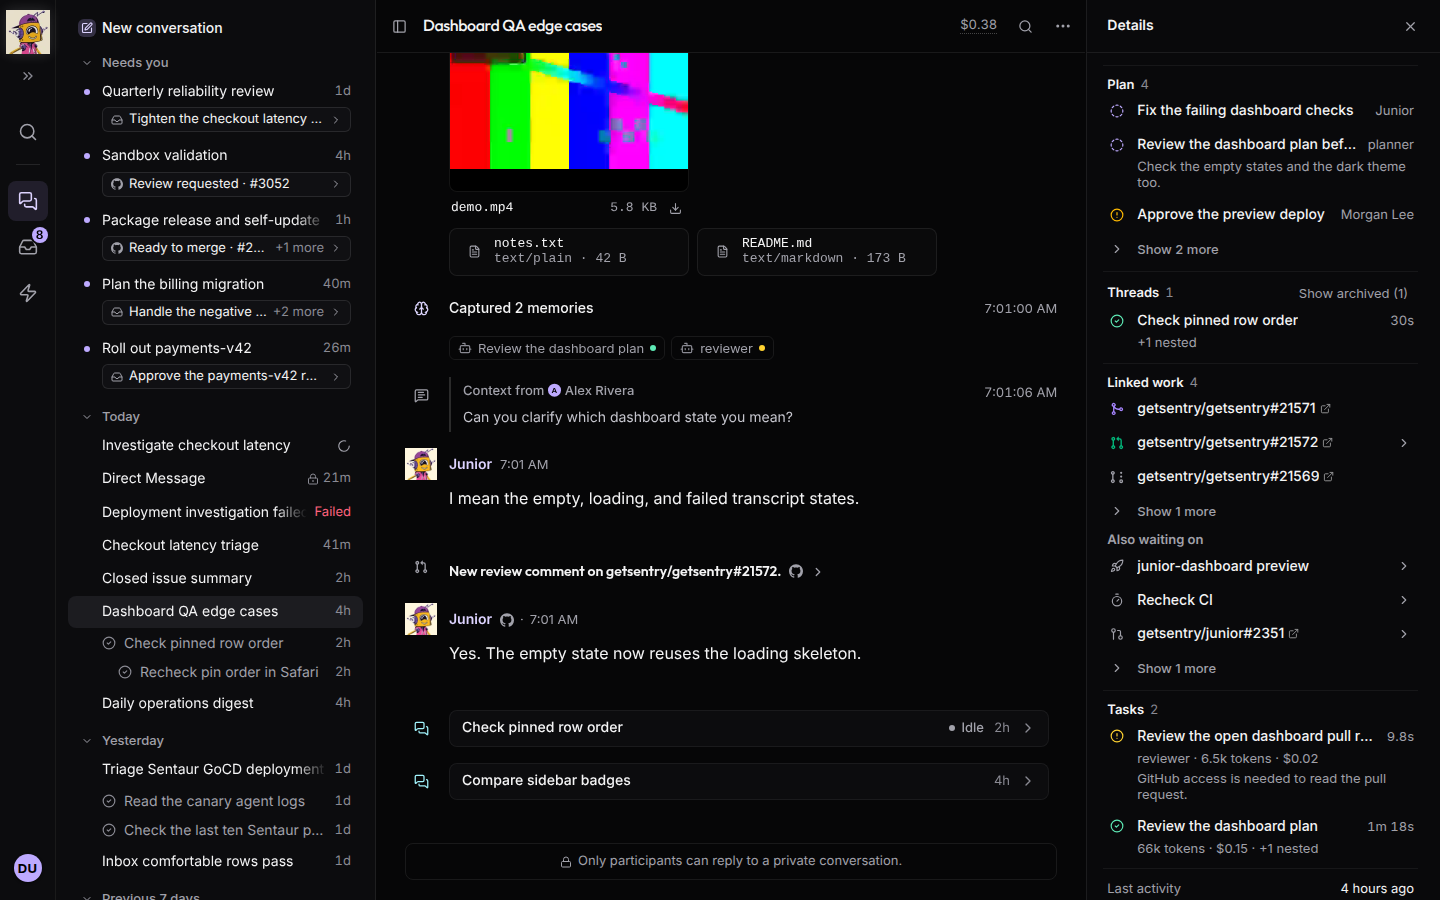 New conversation
Needs you
Quarterly reliability review 1d
Tighten the checkout latency ...
Sandbox validation 4h
Review requested · #3052
Package release and self-update 1h
Ready to merge · #2... +1 more
8
Plan the billing migration 40m
Handle the negative ... +2 more
Roll out payments-v42 26m
Approve the payments-v42 r...
Today
Investigate checkout latency
Direct Message 21m
Deployment investigation failed Failed
Checkout latency triage 41m
Closed issue summary 2h
Dashboard QA edge cases 4h
Check pinned row order 2h
Recheck pin order in Safari 2h
Daily operations digest 4h
Yesterday
Triage Sentaur GoCD deployment 1d
Read the canary agent logs 1d
Check the last ten Sentaur p... 1d
Inbox comfortable rows pass 1d
Previous 7 days
DU
Dashboard QA edge cases $0.38
demo.mp4 5.8 KB
notes.txt
text/plain · 42 B
README.md
text/markdown · 173 B
Captured 2 memories 7:01:00 AM
Review the dashboard plan
reviewer
Context from A Alex Rivera 7:01:06 AM
Can you clarify which dashboard state you mean?
Junior 7:01 AM
I mean the empty, loading, and failed transcript states.
New review comment on getsentry/getsentry#21572.
Junior · 7:01 AM
Yes. The empty state now reuses the loading skeleton.
Check pinned row order Idle 2h
Compare sidebar badges 4h
Only participants can reply to a private conversation.
Details
Plan 4
Fix the failing dashboard checks Junior
Review the dashboard plan bef... planner
Check the empty states and the dark theme
too.
Approve the preview deploy Morgan Lee
Show 2 more
Threads 1 Show archived (1)
Check pinned row order 30s
+1 nested
Linked work 4
getsentry/getsentry#21571
getsentry/getsentry#21572
getsentry/getsentry#21569
Show 1 more
Also waiting on
junior-dashboard preview
Recheck CI
getsentry/junior#2351
Show 1 more
Tasks 2
Review the open dashboard pull r... 9.8s
reviewer · 6.5k tokens · $0.02
GitHub access is needed to read the pull
request.
Review the dashboard plan 1m 18s
66k tokens · $0.15 · +1 nested
Last activity 4 hours ago